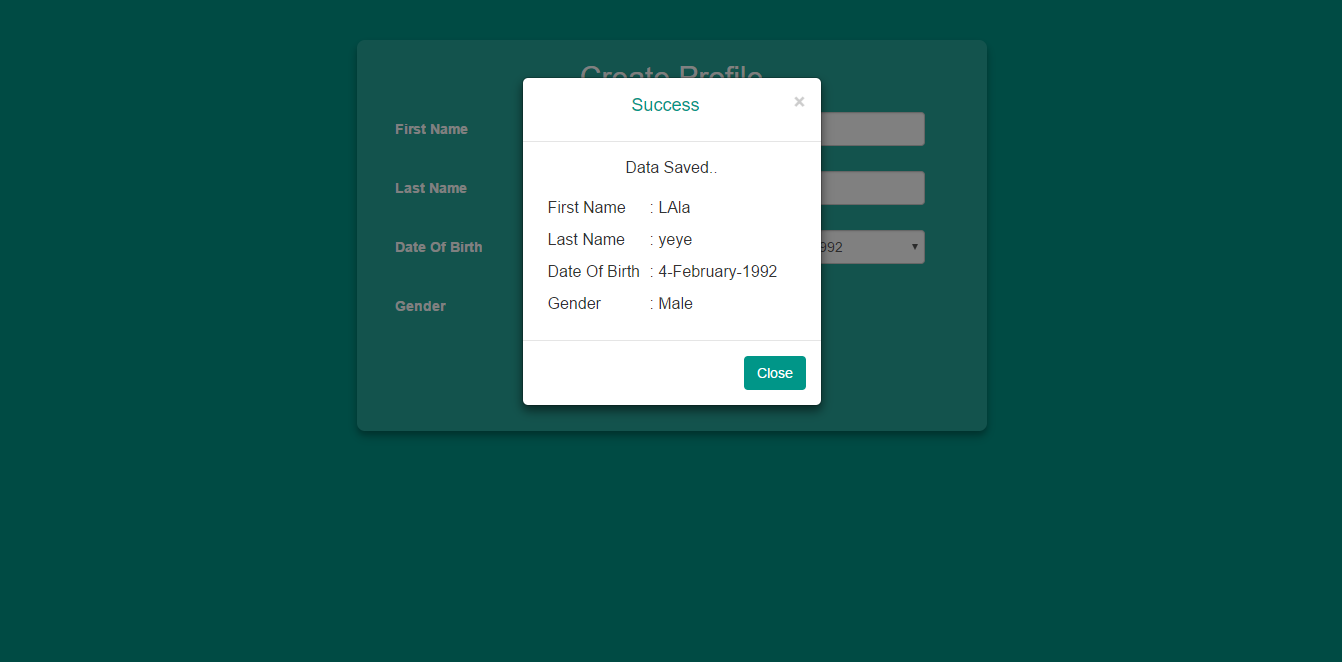 Create Profile
Success ×
Data Saved..
First Name
First Name : LAla
Last Name
Last Name : yeye
Date Of Birth
Date Of Birth : 4-February-1992
992
Gender
Gender : Male
Close